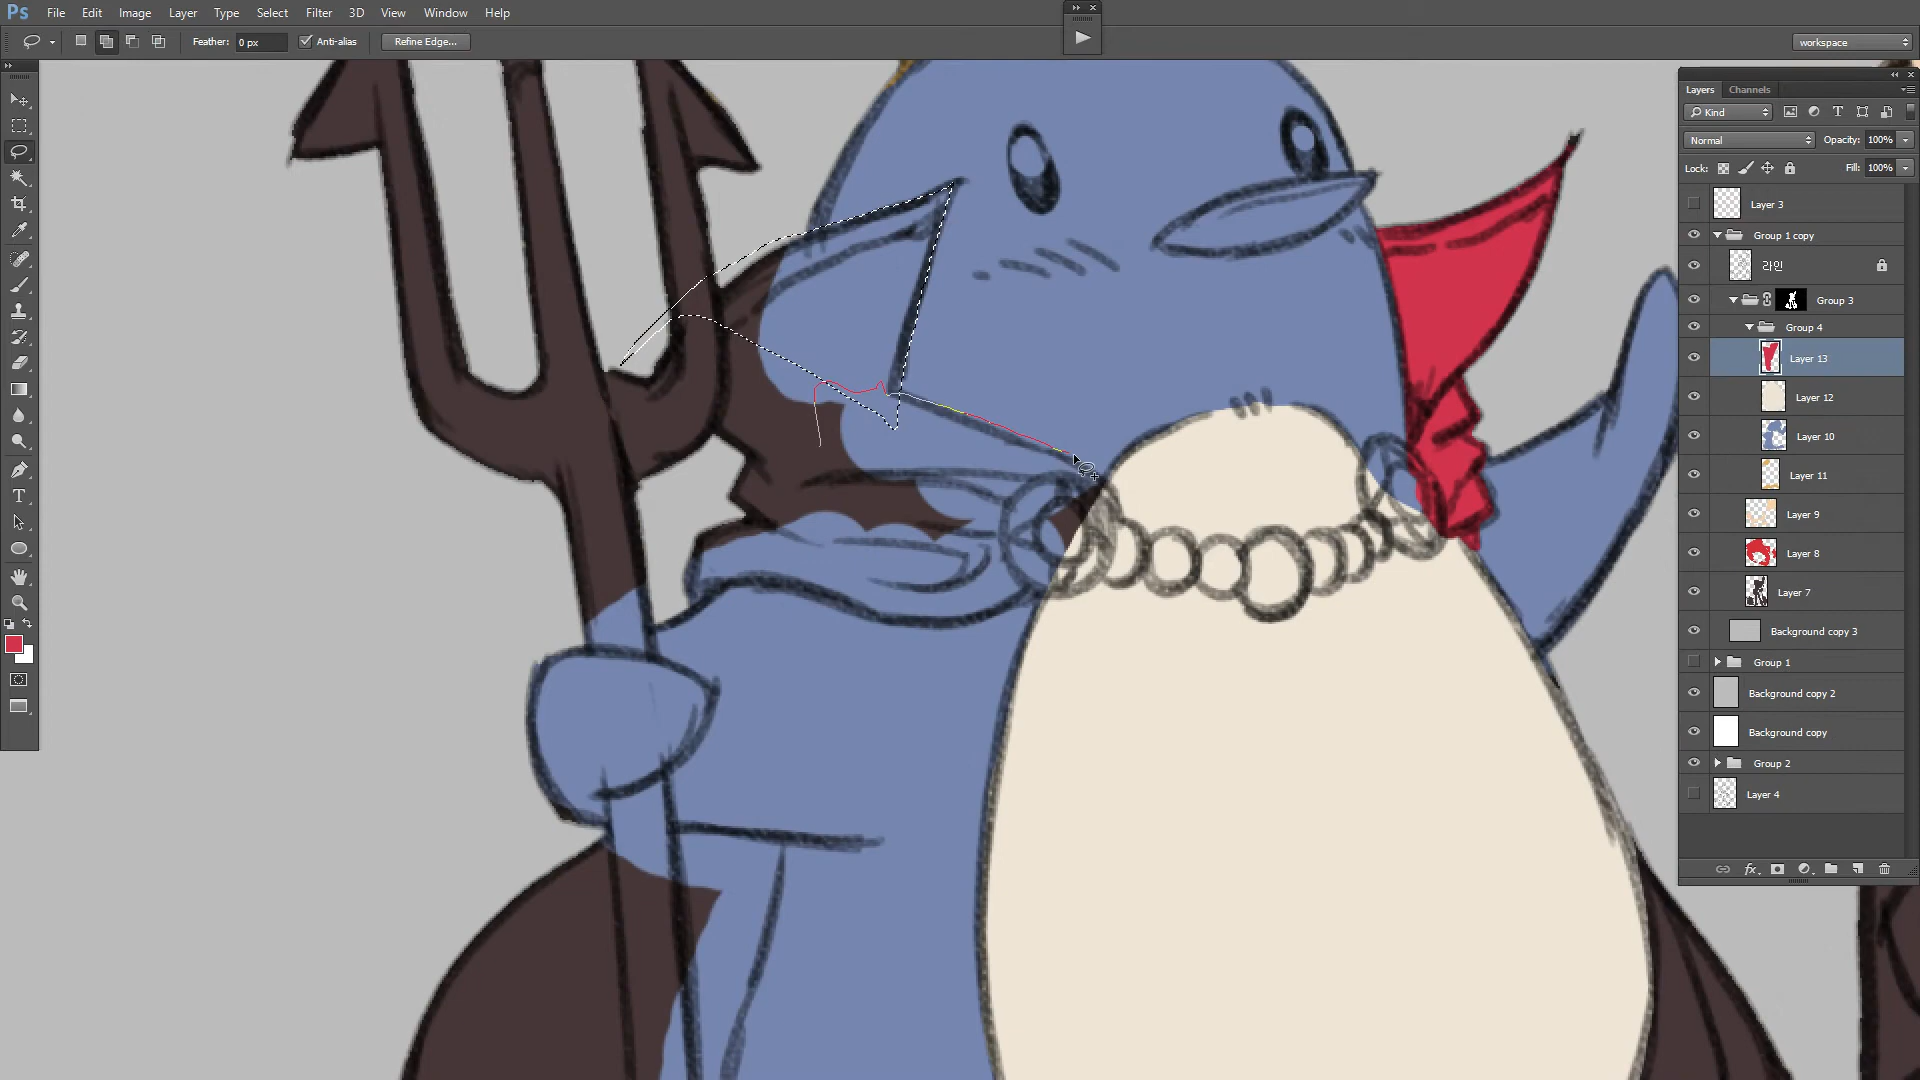 Ps File Edit Image Layer Type Select Filter 3D View Window Help
Feather: 0 px Anti-alias Refine Edge... workspace
Layers Channels
Kind
Normal Opacity: 100%
Lock: Fill: 100%
Layer 3
Group 1 copy
라인
Group 3
Group 4
Layer 13
Layer 12
Layer 10
Layer 11
Layer 9
Layer 8
Layer 7
Background copy 3
Group 1
Background copy 2
Background copy
Group 2
Layer 4